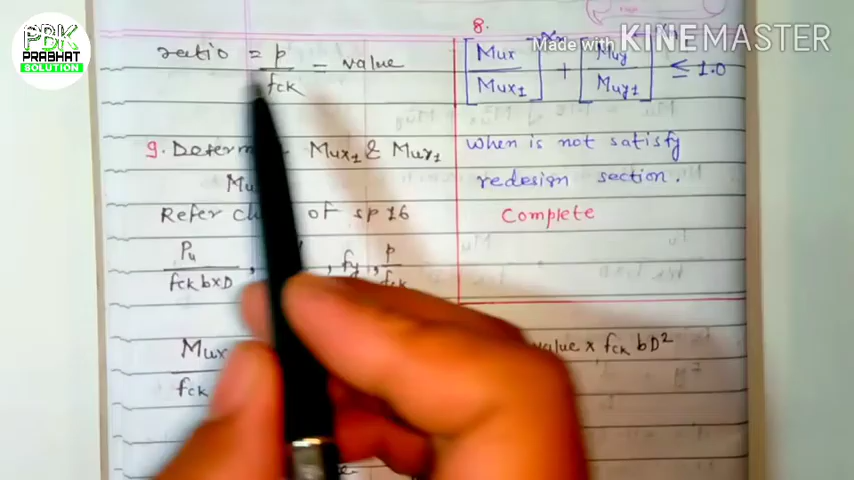 PBK
PRABHAT
SOLUTION
Made with KINEMASTER
ratio = p/fck = value
9. Mux1 & Muy1
Refer of sp 16
Pu/fck bxD , , fy , p/fck
Mux
fck
8.
[Mux/Mux1] + [Muy/Muy1] ≤ 1.0
When is not satisfy
redesign section.
Complete
value x fck bD²